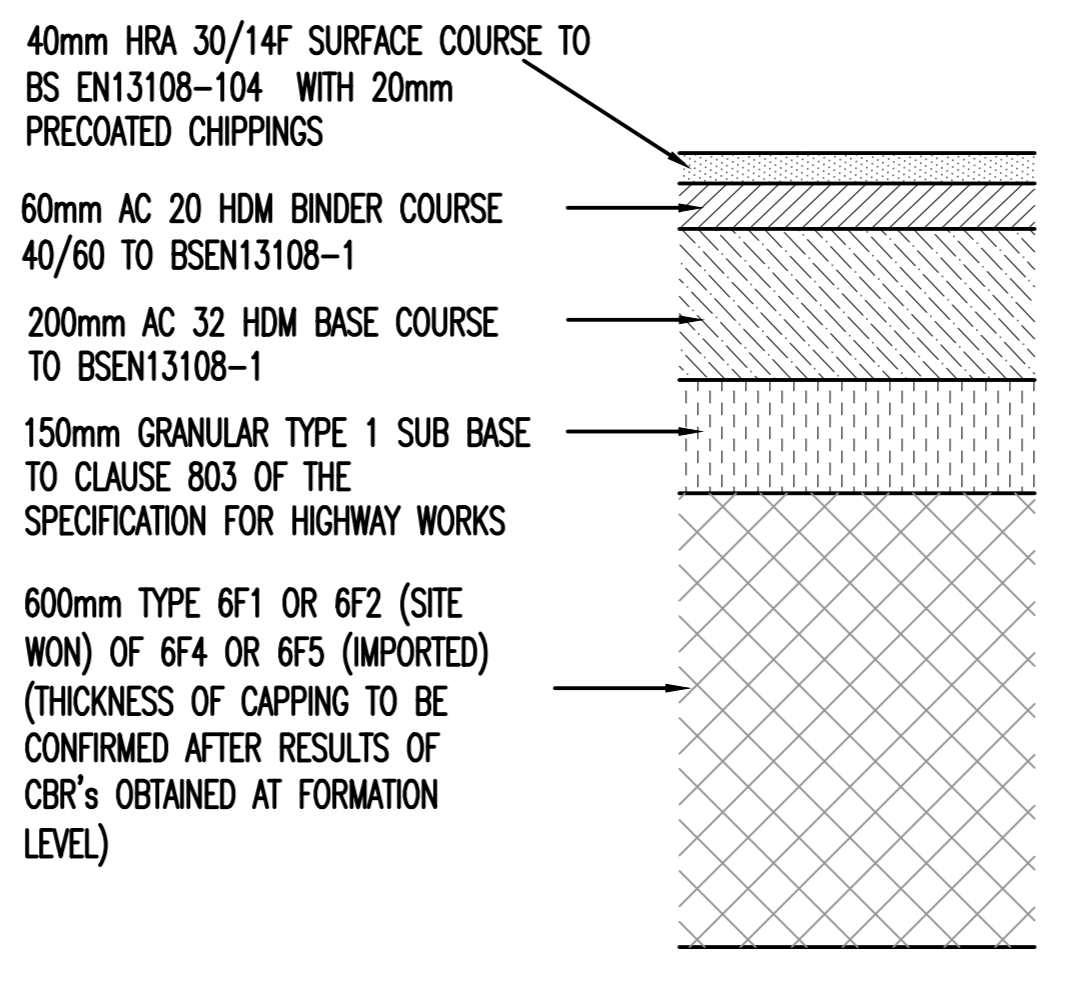 40mm HRA 30/14F SURFACE COURSE TO
BS EN13108-104 WITH 20mm
PRECOATED CHIPPINGS
60mm AC 20 HDM BINDER COURSE
40/60 TO BSEN13108-1
200mm AC 32 HDM BASE COURSE
TO BSEN13108-1
150mm GRANULAR TYPE 1 SUB BASE
TO CLAUSE 803 OF THE
SPECIFICATION FOR HIGHWAY WORKS
600mm TYPE 6F1 OR 6F2 (SITE
WON) OF 6F4 OR 6F5 (IMPORTED)
(THICKNESS OF CAPPING TO BE
CONFIRMED AFTER RESULTS OF
CBR's OBTAINED AT FORMATION
LEVEL)